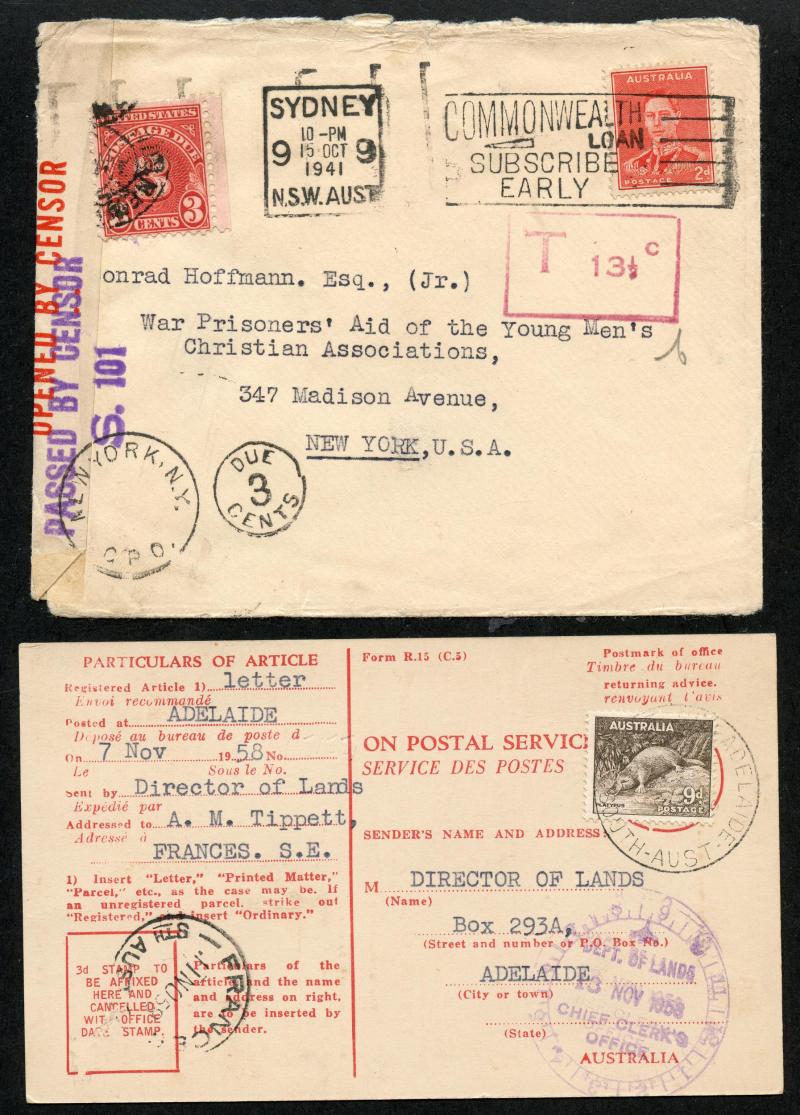 UNITED STATES
POSTAGE DUE
3 CENTS
SYDNEY
10-PM
9 15 OCT 9
1941
N.S.W. AUST
COMMONWEALTH
LOAN
SUBSCRIBE
EARLY
AUSTRALIA
POSTAGE 2d
OPENED BY CENSOR
PASSED BY CENSOR
S. 101
T 13½ c
onrad Hoffmann. Esq., (Jr.)
War Prisoners' Aid of the Young Men's
Christian Associations,
347 Madison Avenue,
NEW YORK, U.S.A.
NEW YORK, N.Y.
G.P.O.
DUE
3
CENTS
PARTICULARS OF ARTICLE
Registered Article 1) letter
Envoi recommandé
Posted at ADELAIDE
Déposé au bureau de poste d
On 7 Nov 1958 No
Le Sous le No.
Sent by Director of Lands
Expédié par
Addressed to A. M. Tippett,
Adressé à
FRANCES. S.E.
1) Insert "Letter," "Printed Matter,"
"Parcel," etc., as the case may be. If
an unregistered parcel, strike out
"Registered," and insert "Ordinary."
3d STAMP TO
BE AFFIXED
HERE AND
CANCELLED
WITH OFFICE
DATE STAMP.
Particulars of the
article and the name
and address on right,
are to be inserted by
the sender.
STH AUST
Form R.15 (C.5)
Postmark of office
Timbre du bureau
returning advice.
renvoyant l'avis
ON POSTAL SERVICE
SERVICE DES POSTES
AUSTRALIA
PLATYPUS 9d.
POSTAGE
ADELAIDE
SOUTH-AUST
SENDER'S NAME AND ADDRESS:
M DIRECTOR OF LANDS
(Name)
Box 293A,
(Street and number or P.O. Box No.)
ADELAIDE
(City or town)
(State)
AUSTRALIA
DEPT. OF LANDS
13 NOV 1958
CHIEF CLERK'S
OFFICE